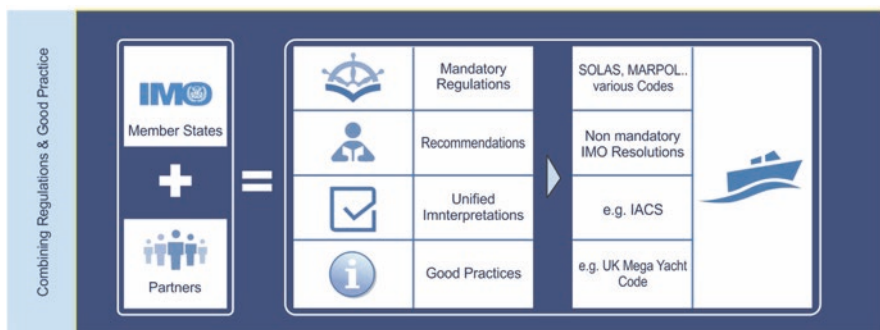 Combining Regulations & Good Practice
IMO
Member States
Partners
Mandatory
Regulations
Recommendations
Unified
Imnterpretations
Good Practices
SOLAS, MARPOL..
various Codes
Non mandatory
IMO Resolutions
e.g. IACS
e.g. UK Mega Yacht
Code